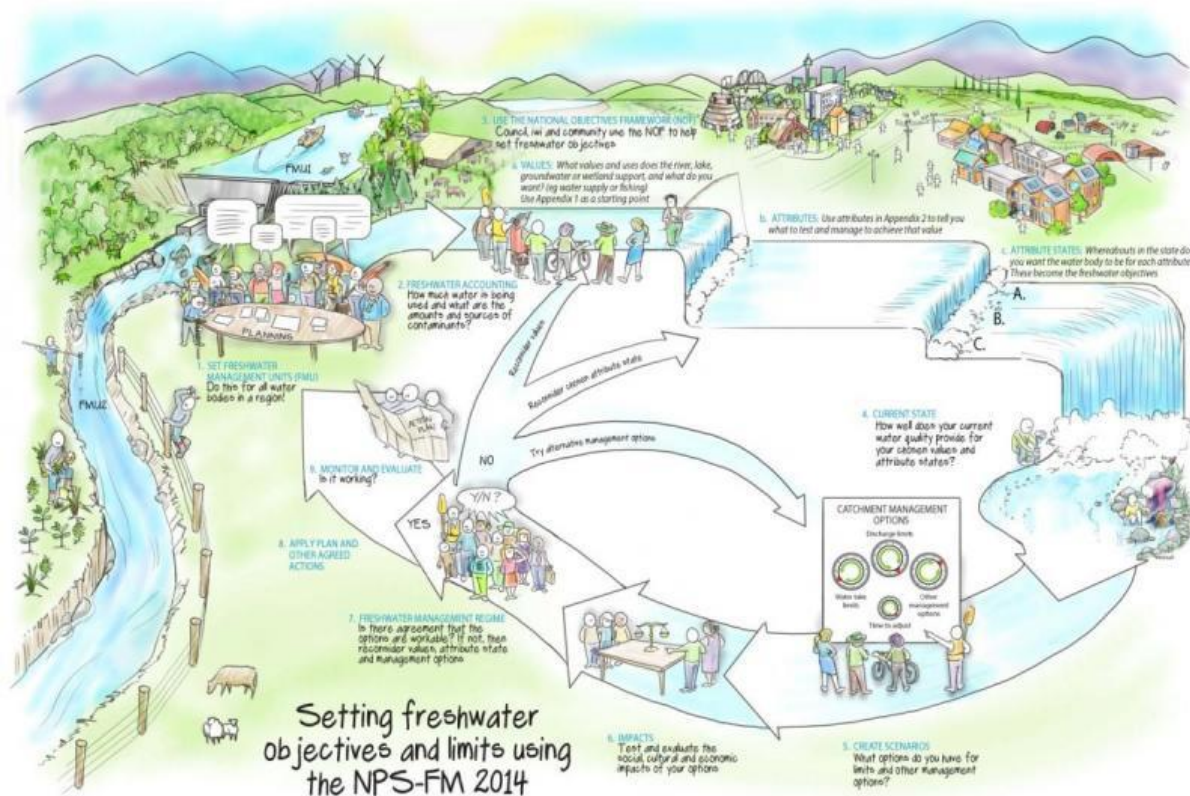 FMU1
3. USE THE NATIONAL OBJECTIVES FRAMEWORK (NOF)
Council, iwi and community use the NOF to help
set freshwater objectives
a. VALUES: What values and uses does the river, lake,
groundwater or wetland support, and what do you
want? (eg water supply or fishing)
Use Appendix 1 as a starting point
b. ATTRIBUTES: Use attributes in Appendix 2 to tell you
what to test and manage to achieve that value
c. ATTRIBUTE STATES: Whereabouts in the state do
you want the water body to be for each attribute
These become the freshwater objectives
A.
B.
C.
2. FRESHWATER ACCOUNTING
How much water is being
used and what are the
amounts and sources of
contaminants?
PLANNING
1. SET FRESHWATER
MANAGEMENT UNITS (FMU)
Do this for all water
bodies in a region!
FMU2
Reconsider values
Reconsider chosen attribute state
Try alternative management options
NO
ACTION
PLAN
4. CURRENT STATE
How well does your current
water quality provide for
your chosen values and
attribute states?
9. MONITOR AND EVALUATE
Is it working?
Y/N?
YES
CATCHMENT MANAGEMENT
OPTIONS
Discharge limits
Water take
limits
Other
management
options
Time to adjust
8. APPLY PLAN AND
OTHER AGREED
ACTIONS
7. FRESHWATER MANAGEMENT REGIME
Is there agreement that the
options are workable? If not, then
reconsider values, attribute state
and management options
6. IMPACTS
Test and evaluate the
social, cultural and economic
impacts of your options
5. CREATE SCENARIOS
What options do you have for
limits and other management
options?
Setting freshwater
objectives and limits using
the NPS-FM 2014